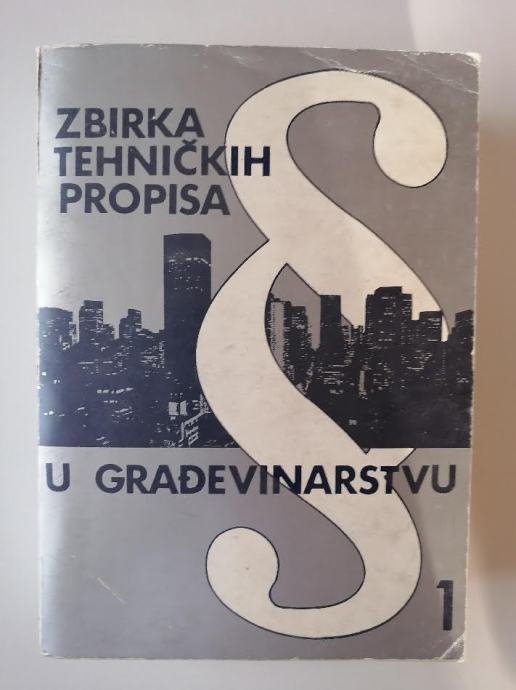 ZBIRKA
TEHNIČKIH
PROPISA
§
U GRAĐEVINARSTVU
1